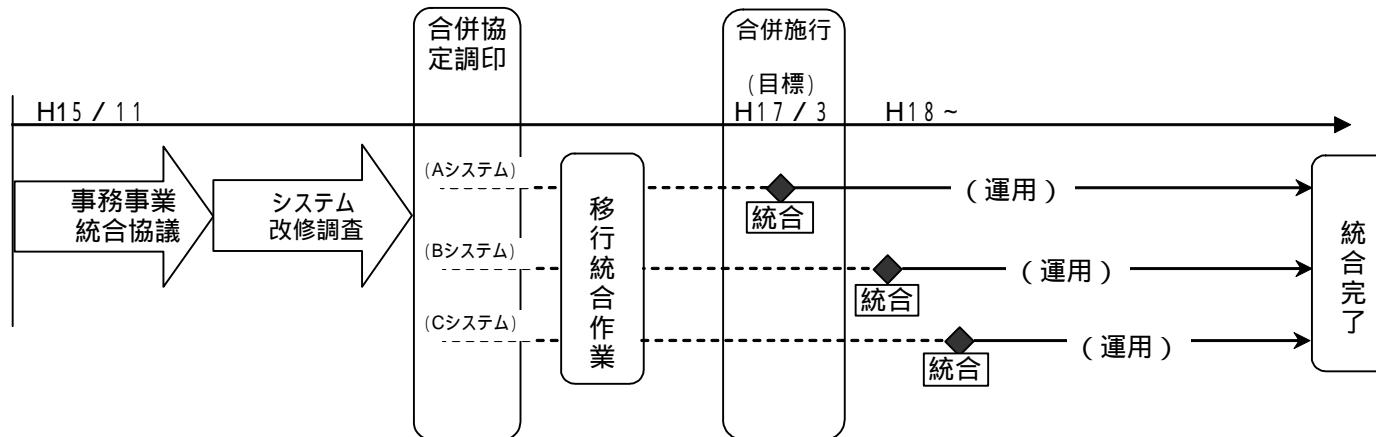 合併協
定調印
合併施行
(目標)
H15/11
H17/3
H18~
事務事業
統合協議
システム
改修調査
(Aシステム)
(Bシステム)
(Cシステム)
移行統合作業
統合
(運用)
統合
(運用)
統合
(運用)
統合完了